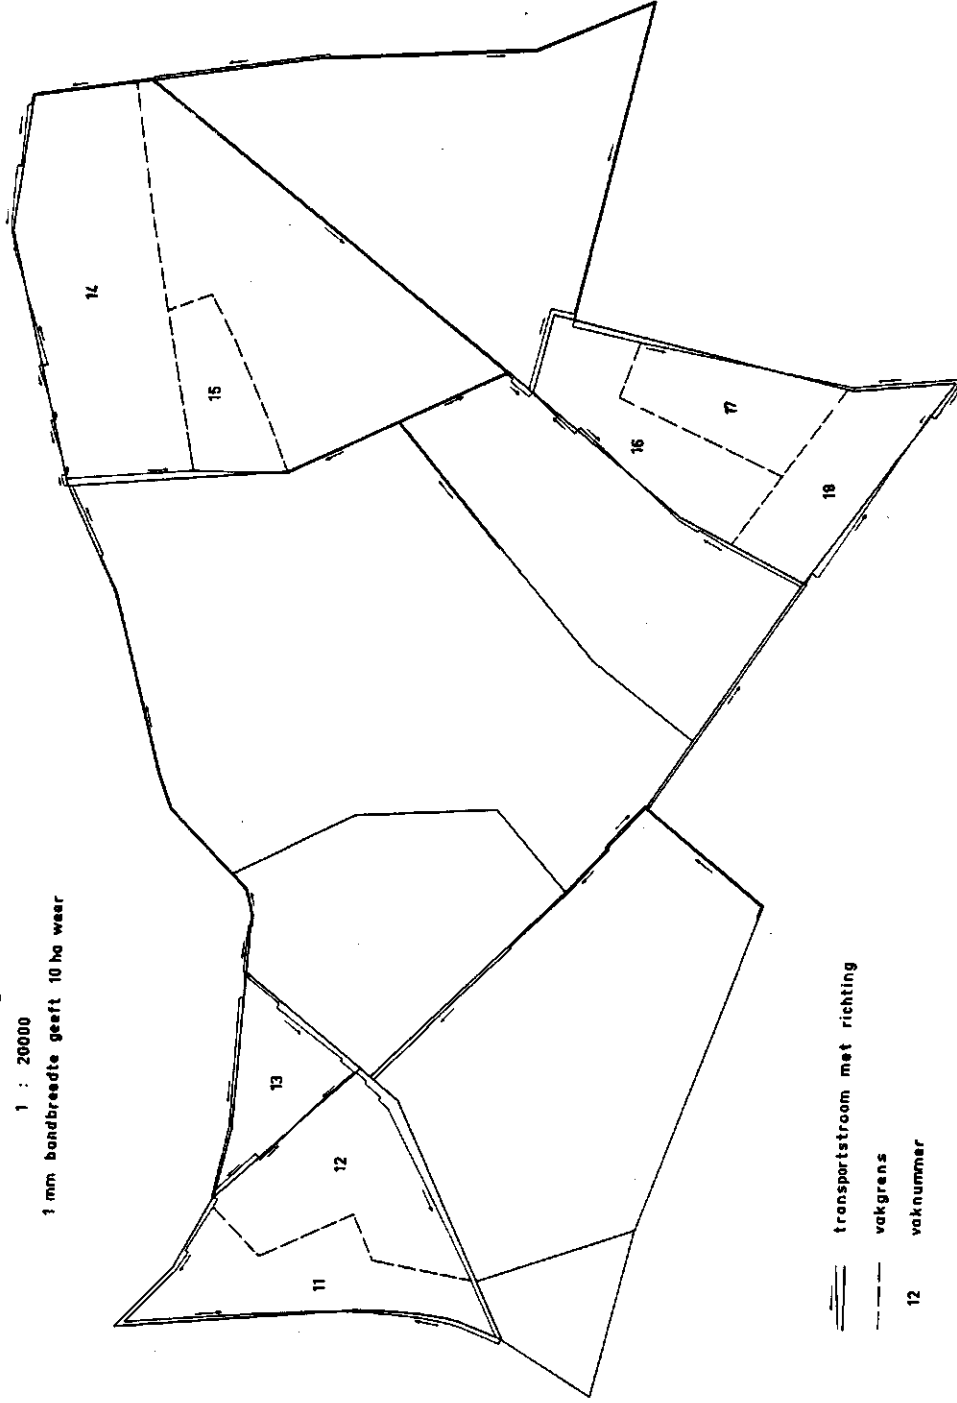 1 : 20000
1 mm bandbreedte geeft 10 ha weer
14
15
16
17
18
13
12
11
transportstroom met richting
vakgrens
12 vaknummer